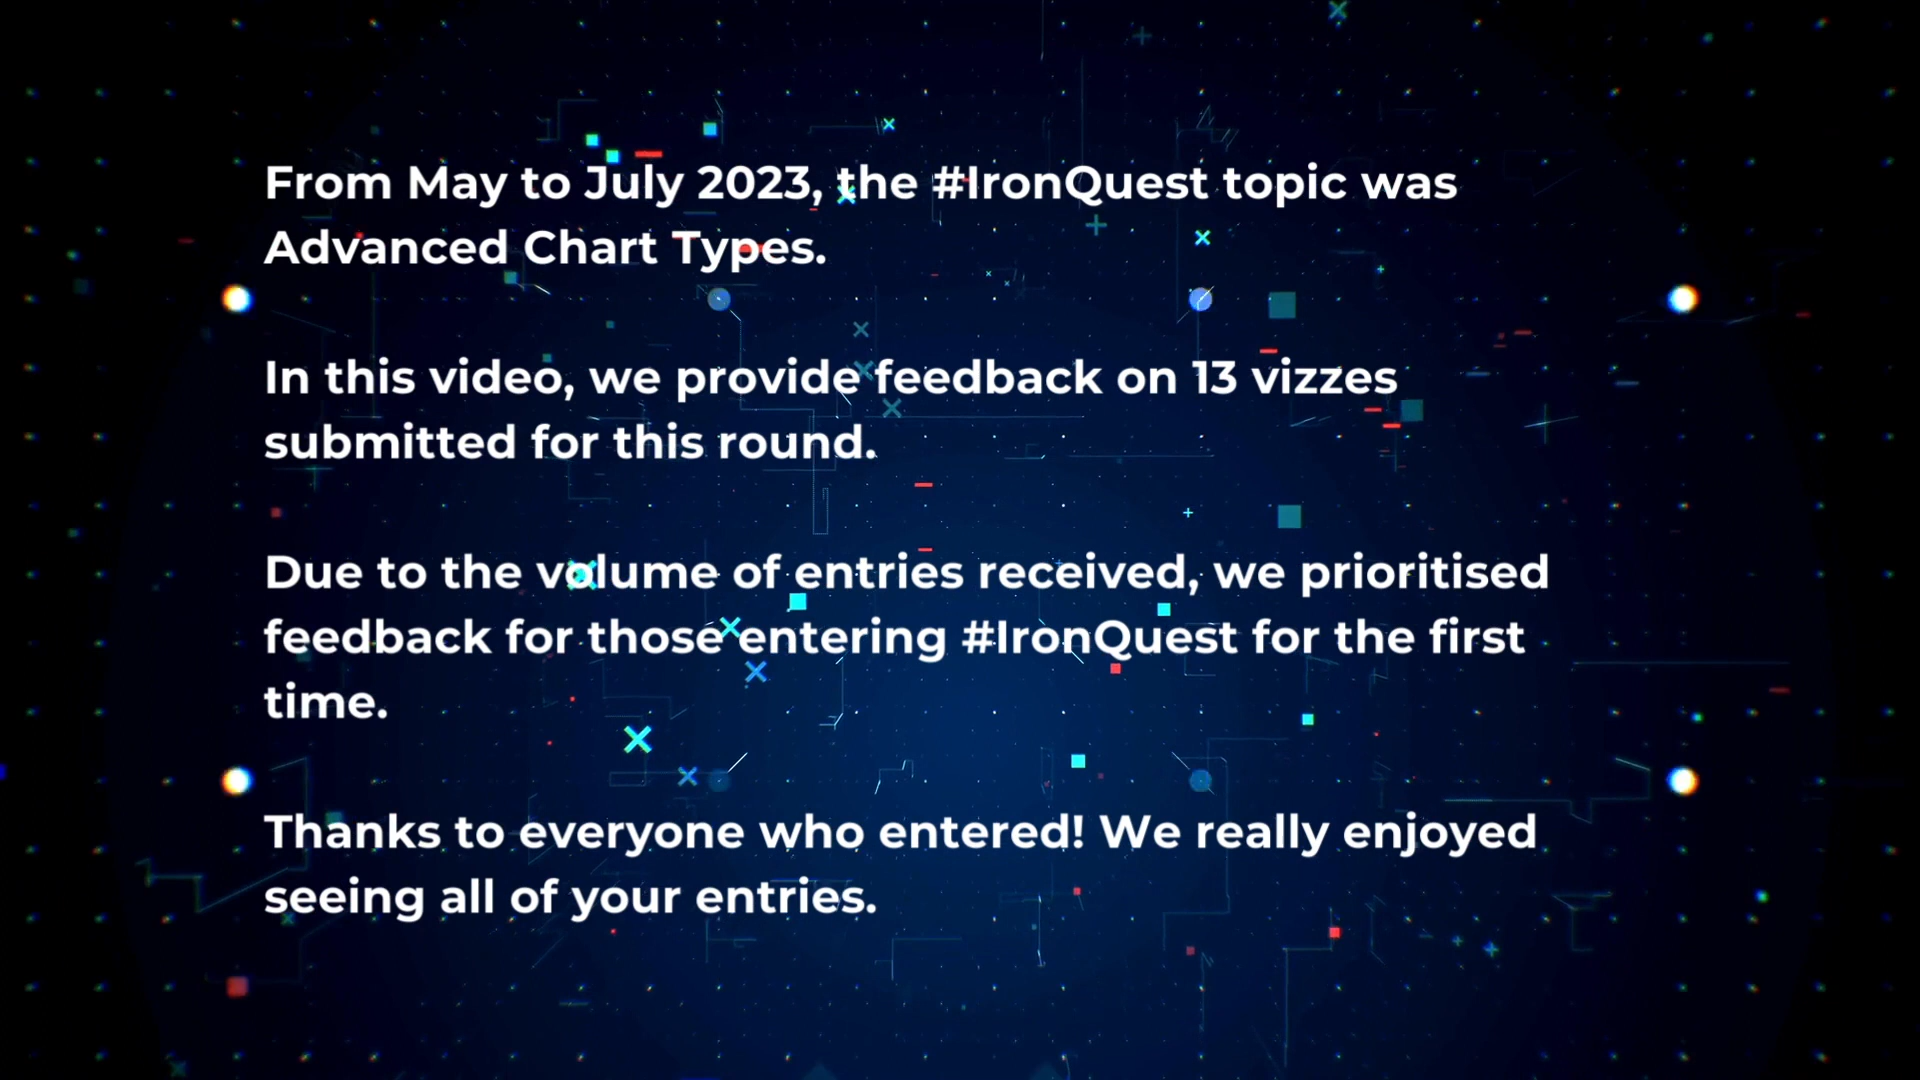 From May to July 2023, the #IronQuest topic was
Advanced Chart Types.
In this video, we provide feedback on 13 vizzes
submitted for this round.
Due to the volume of entries received, we prioritised
feedback for those entering #IronQuest for the first
time.
Thanks to everyone who entered! We really enjoyed
seeing all of your entries.